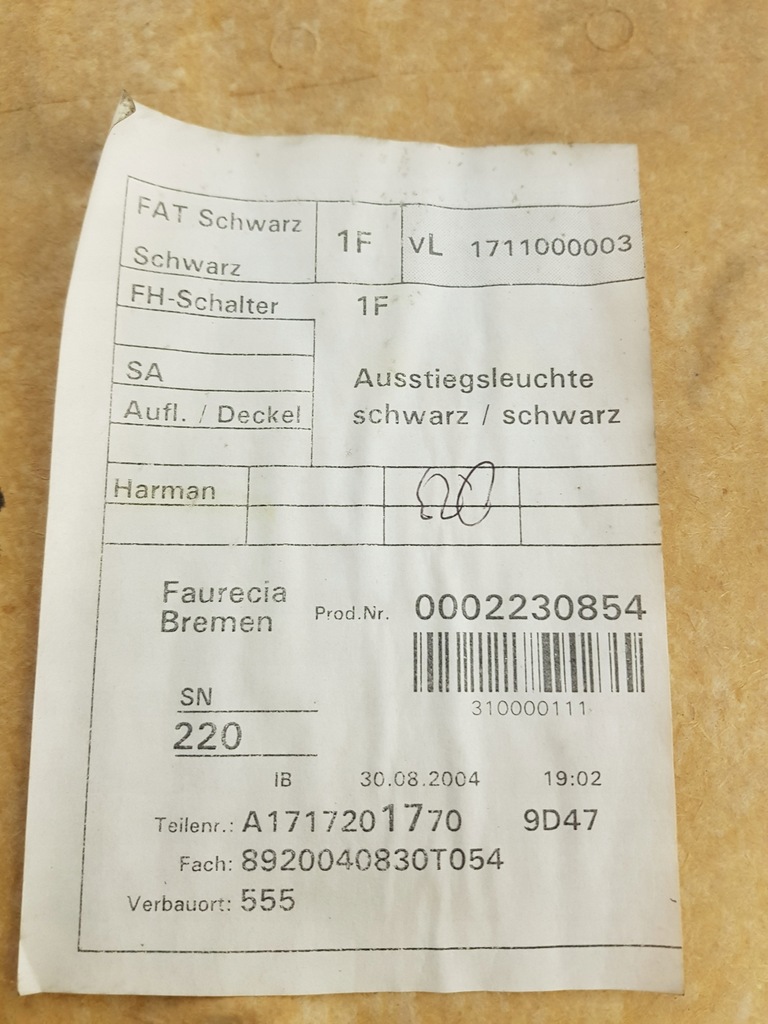 FAT Schwarz
Schwarz
1F
vL 1711000003
FH-Schalter 1F
SA Ausstiegsleuchte
Aufl. / Deckel schwarz / schwarz
Harman
Faurecia
Bremen
Prod.Nr. 0002230854
310000111
SN
220
IB 30.08.2004 19:02
Teilenr.: A1717201770 9D47
Fach: 8920040830T054
Verbauort: 555